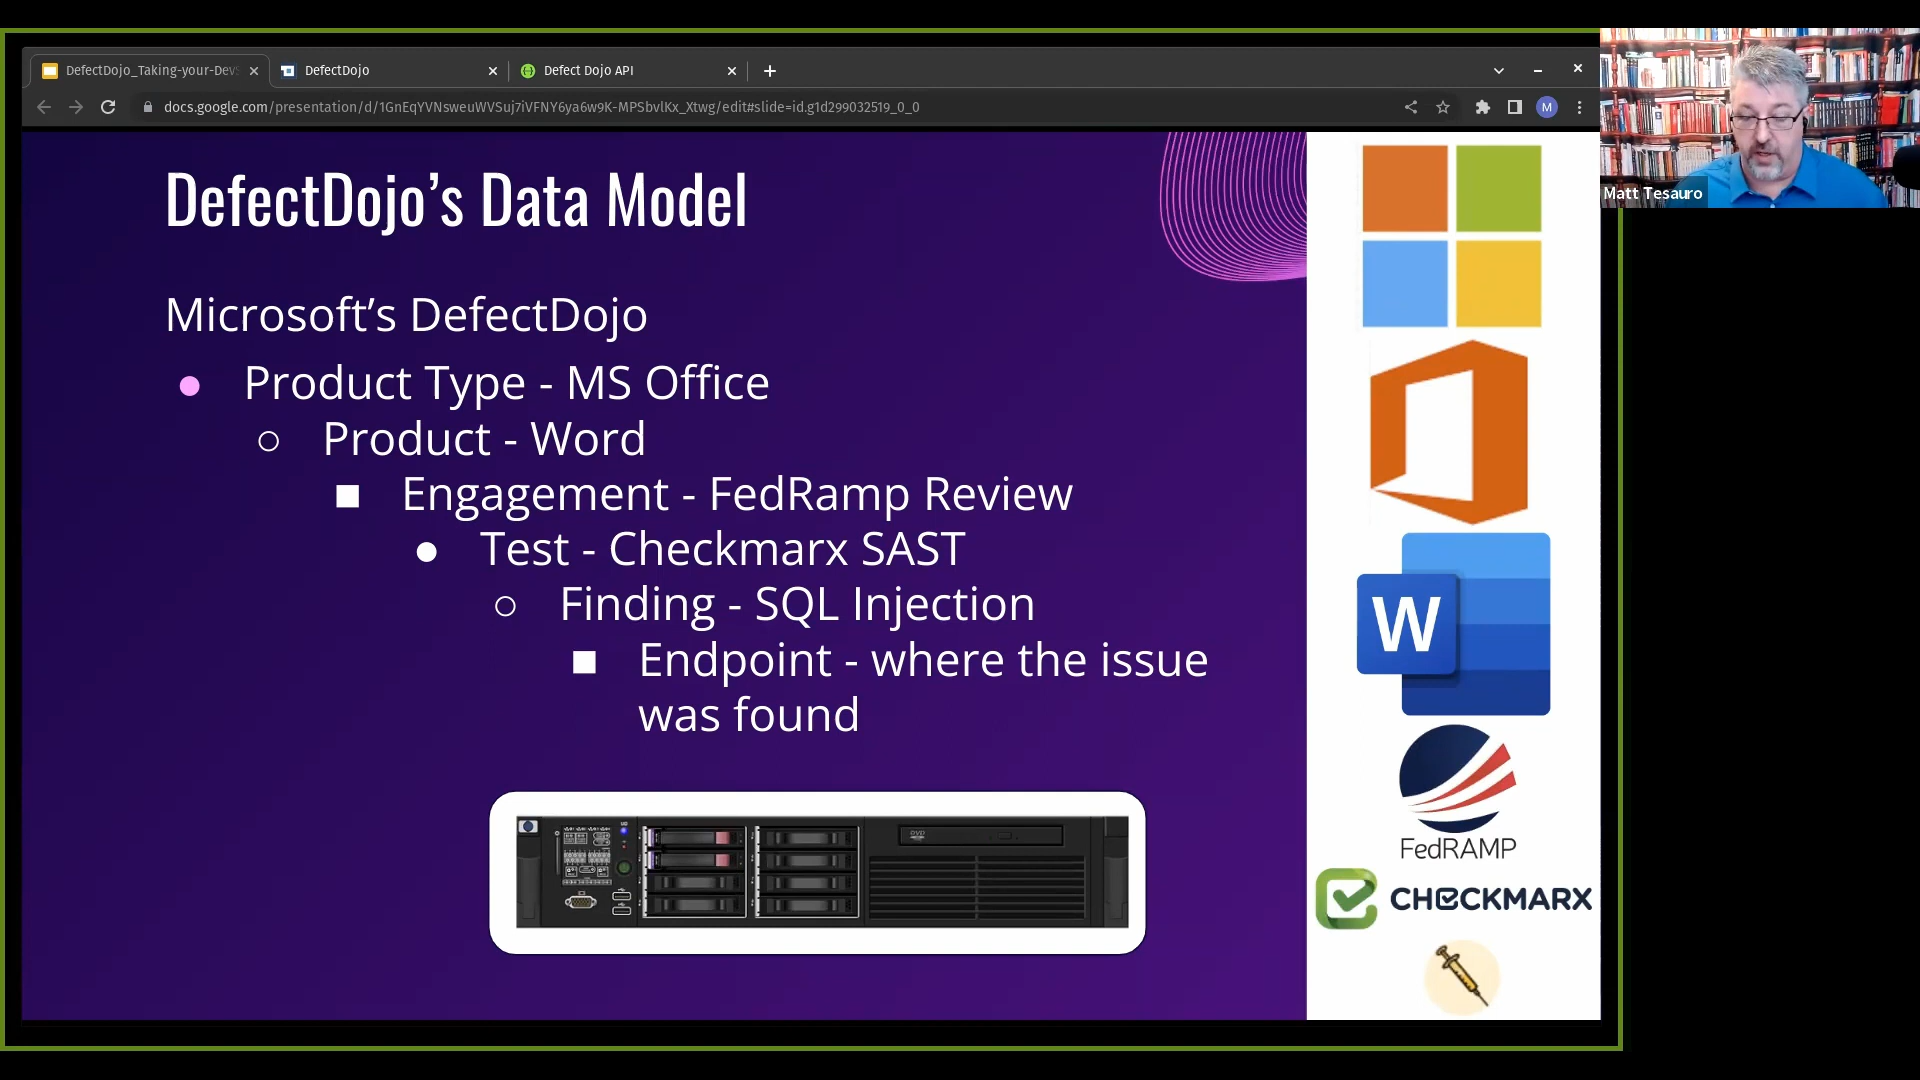 DefectDojo_Taking-your-DevS
DefectDojo
Defect Dojo API
docs.google.com/presentation/d/1GnEqYVNsweuWVSuj7iVFNY6ya6w9K-MPSbvlKx_Xtwg/edit#slide=id.g1d299032519_0_0
M
DefectDojo’s Data Model
Microsoft’s DefectDojo
Product Type - MS Office
Product - Word
Engagement - FedRamp Review
Test - Checkmarx SAST
Finding - SQL Injection
Endpoint - where the issue
was found
W
FedRAMP
CHECKMARX
DVD
Matt Tesauro